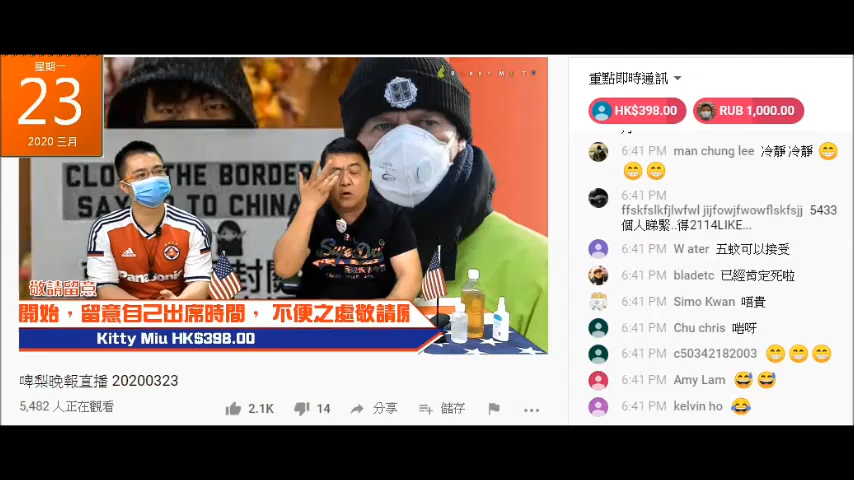 星期一
23
2020 三月
BARRY MUI
CLO E THE BORDER
SAY O TO CHINA
封關
Panasonic
敬請留意
開始，留意自己出席時間， 不便之處敬請原
Kitty Miu HK$398.00
啤梨晚報直播 20200323
5,482 人正在觀看
2.1K
14
分享
儲存
重點即時通訊
HK$398.00
RUB 1,000.00
6:41 PM man chung lee 冷靜 冷靜 😁
😁 😁
6:41 PM
ffskfslkfjlwfwl jijfowjfwowflskfsjj 5433
個人睇緊..得2114LIKE...
6:41 PM W ater 五蚊可以接受
6:41 PM bladetc 已經肯定死啦
6:41 PM Simo Kwan 唔貴
6:41 PM Chu chris 啱呀
6:41 PM c50342182003 😁 😁 😁
6:41 PM Amy Lam 😅 😅
6:41 PM kelvin ho 😂